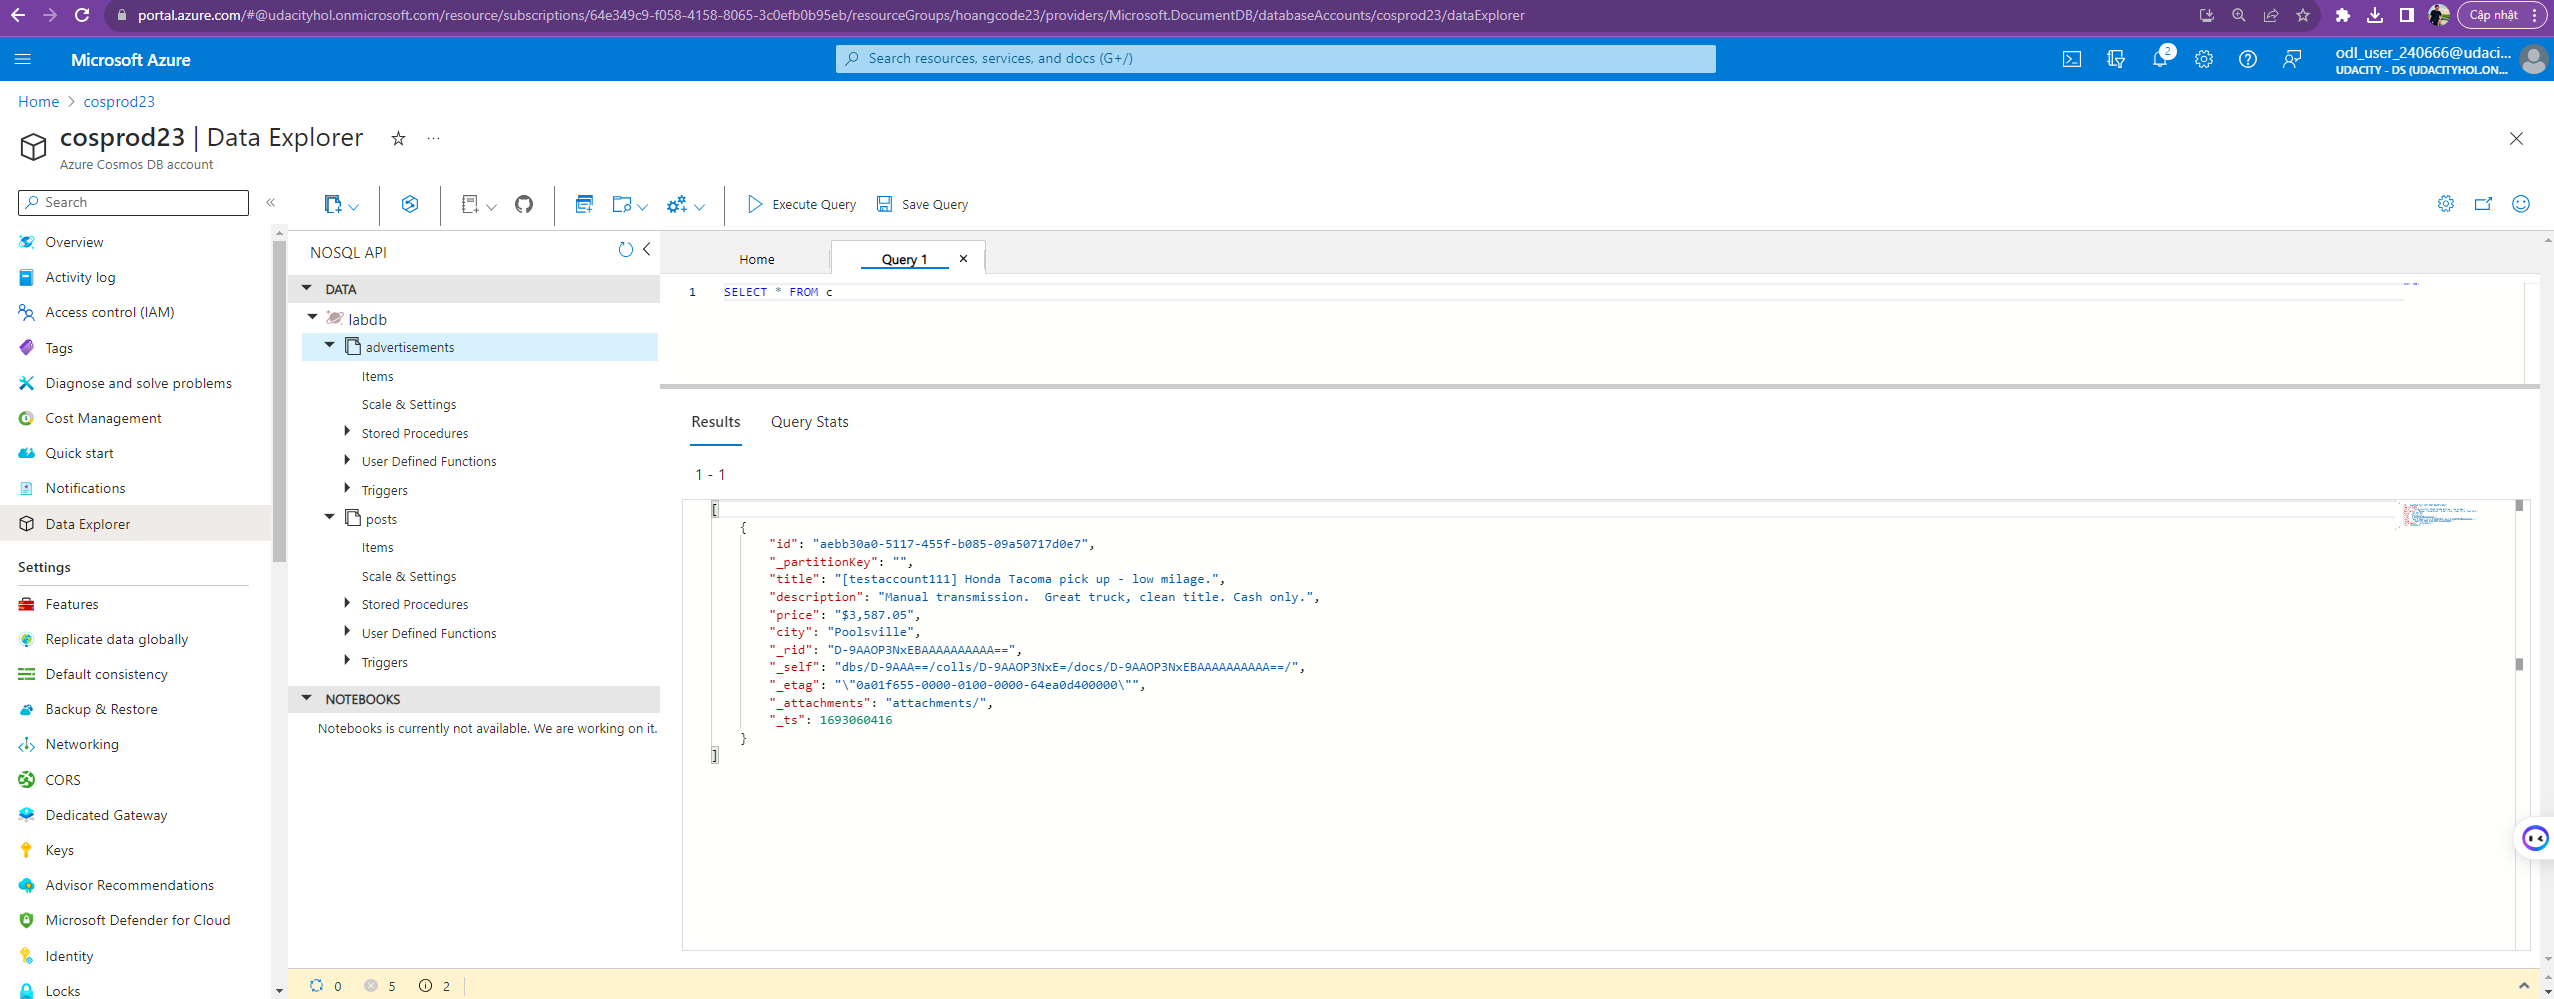 portal.azure.com/#@udacityhol.onmicrosoft.com/resource/subscriptions/64e349c9-f058-4158-8065-3c0efb0b95eb/resourceGroups/hoangcode23/providers/Microsoft.DocumentDB/databaseAccounts/cosprod23/dataExplorer
Cập nhật
Microsoft Azure
Search resources, services, and docs (G+/)
2
odl_user_240666@udaci...
UDACITY - DS (UDACITYHOL.ON...
Home > cosprod23
cosprod23 | Data Explorer
Azure Cosmos DB account
Search
Execute Query
Save Query
Overview
Activity log
Access control (IAM)
Tags
Diagnose and solve problems
Cost Management
Quick start
Notifications
Data Explorer
Settings
Features
Replicate data globally
Default consistency
Backup & Restore
Networking
CORS
Dedicated Gateway
Keys
Advisor Recommendations
Microsoft Defender for Cloud
Identity
Locks
NOSQL API
DATA
labdb
advertisements
Items
Scale & Settings
Stored Procedures
User Defined Functions
Triggers
posts
Items
Scale & Settings
Stored Procedures
User Defined Functions
Triggers
NOTEBOOKS
Notebooks is currently not available. We are working on it.
Home
Query 1
1 SELECT * FROM c
Results
Query Stats
1 - 1
[
{
"id": "aebb30a0-5117-455f-b085-09a50717d0e7",
"_partitionKey": "",
"title": "[testaccount111] Honda Tacoma pick up - low milage.",
"description": "Manual transmission.  Great truck, clean title. Cash only.",
"price": "$3,587.05",
"city": "Poolsville",
"_rid": "D-9AAOP3NxEBAAAAAAAAAA==",
"_self": "dbs/D-9AAA==/colls/D-9AAOP3NxE=/docs/D-9AAOP3NxEBAAAAAAAAAA==/",
"_etag": "\"0a01f655-0000-0100-0000-64ea0d400000\"",
"_attachments": "attachments/",
"_ts": 1693060416
}
]
0
5
2